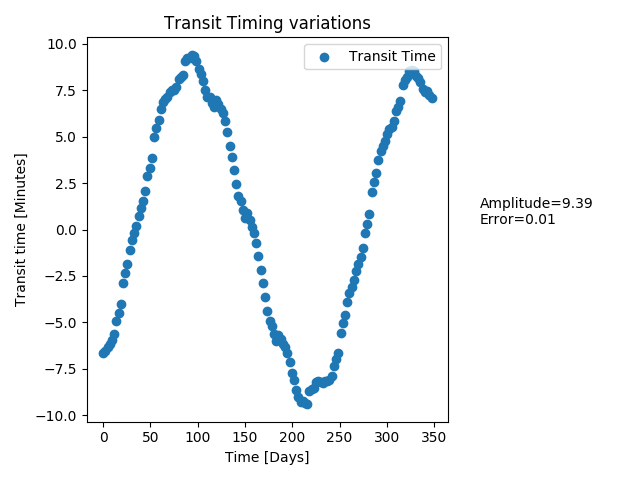 Transit Timing variations
Transit Time
10.0
7.5
5.0
2.5
0.0
−2.5
−5.0
−7.5
−10.0
Transit time [Minutes]
0
50
100
150
200
250
300
350
Time [Days]
Amplitude=9.39
Error=0.01